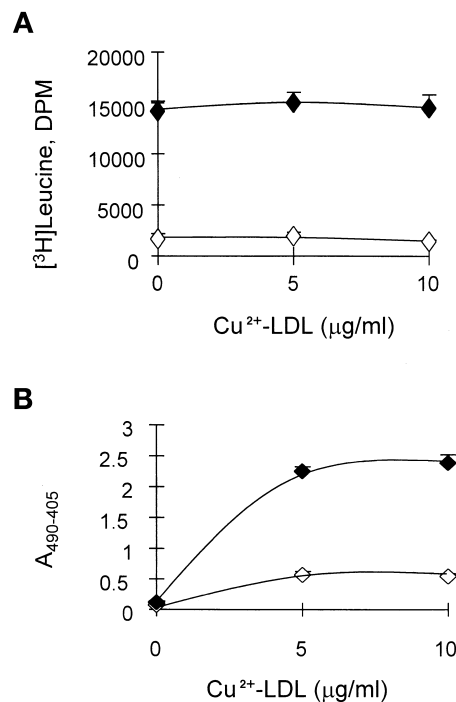 A
20000
15000
10000
5000
0
[³H]Leucine, DPM
0 5 10
Cu²⁺-LDL (µg/ml)
B
3
2.5
2
1.5
1
0.5
0
A₄₉₀₋₄₀₅
0 5 10
Cu²⁺-LDL (µg/ml)